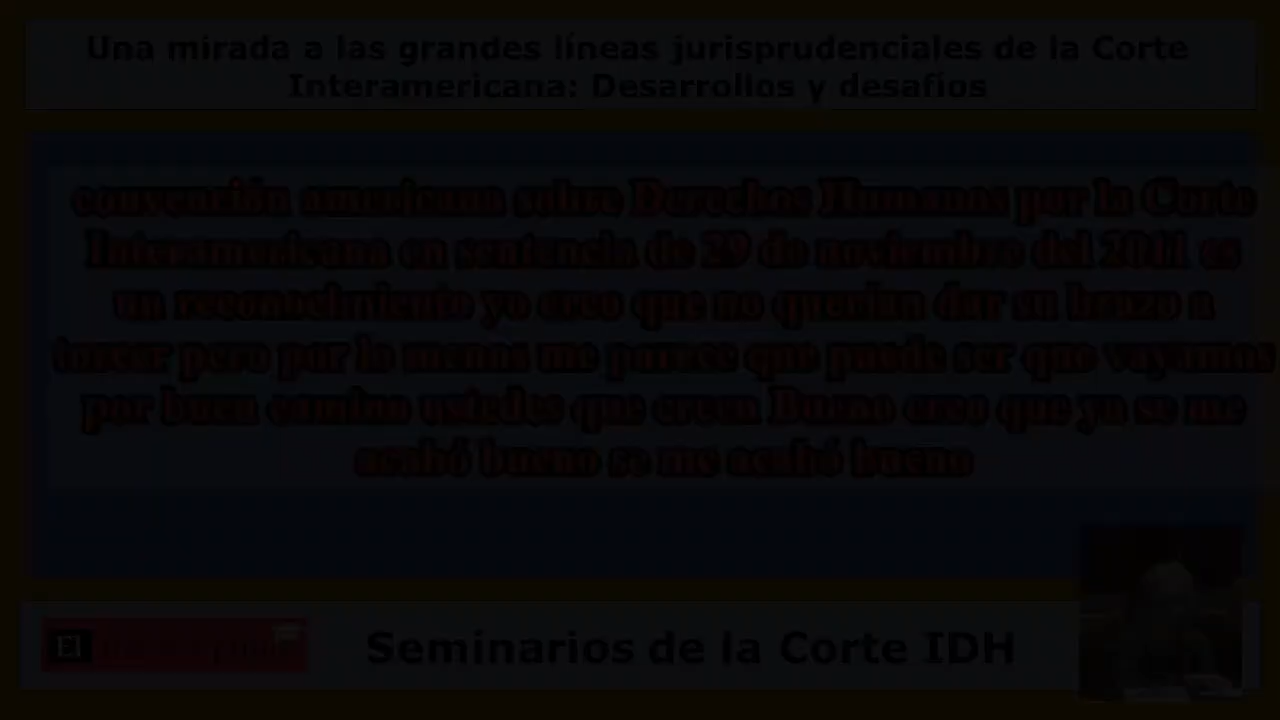 Una mirada a las grandes líneas jurisprudenciales de la Corte
Interamericana: Desarrollos y desafíos
convención americana sobre Derechos Humanos por la Corte
Interamericana en sentencia de 29 de noviembre del 2011 es
un reconocimiento yo creo que no querían dar su brazo a
torcer pero por lo menos me parece que puede ser que vayamos
por buen camino ustedes que creen Bueno creo que ya se me
acabó bueno se me acabó bueno
El
Seminarios de la Corte IDH